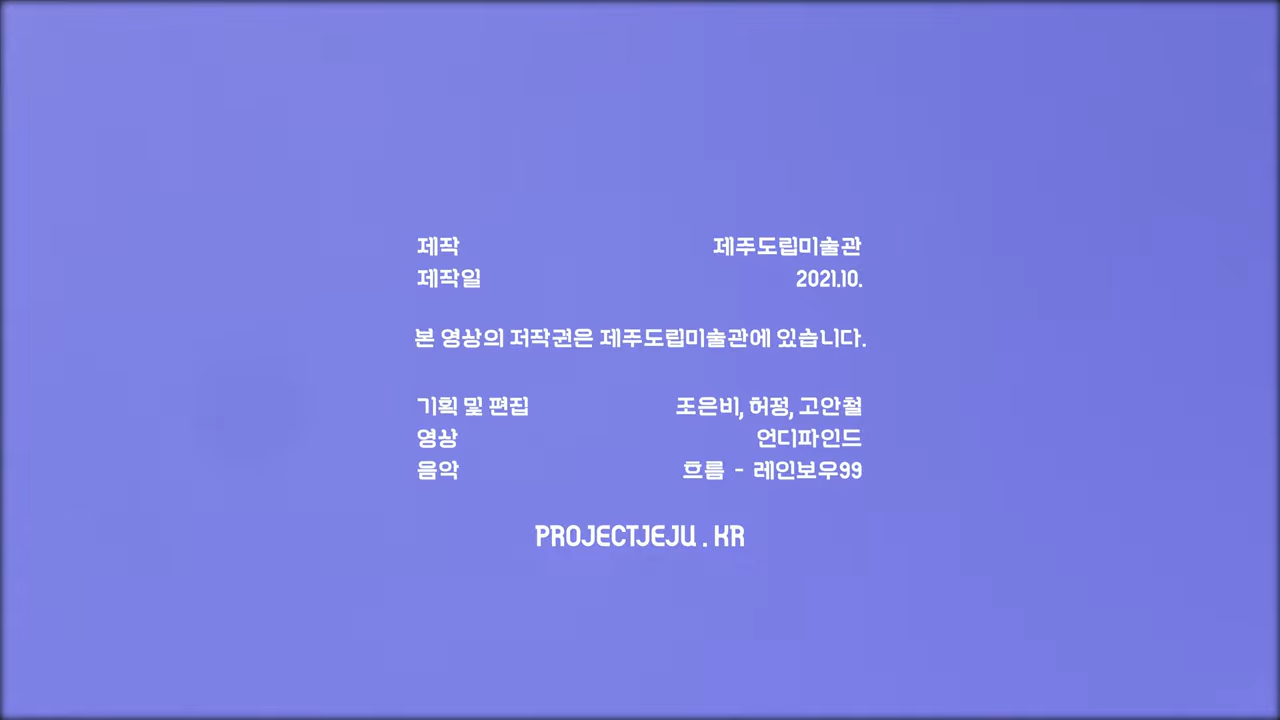 제작 제주도립미술관
제작일 2021.10.
본 영상의 저작권은 제주도립미술관에 있습니다.
기획 및 편집 조은비, 허정, 고안철
영상 언디파인드
음악 흐름 - 레인보우99
PROJECTJEJU.KR